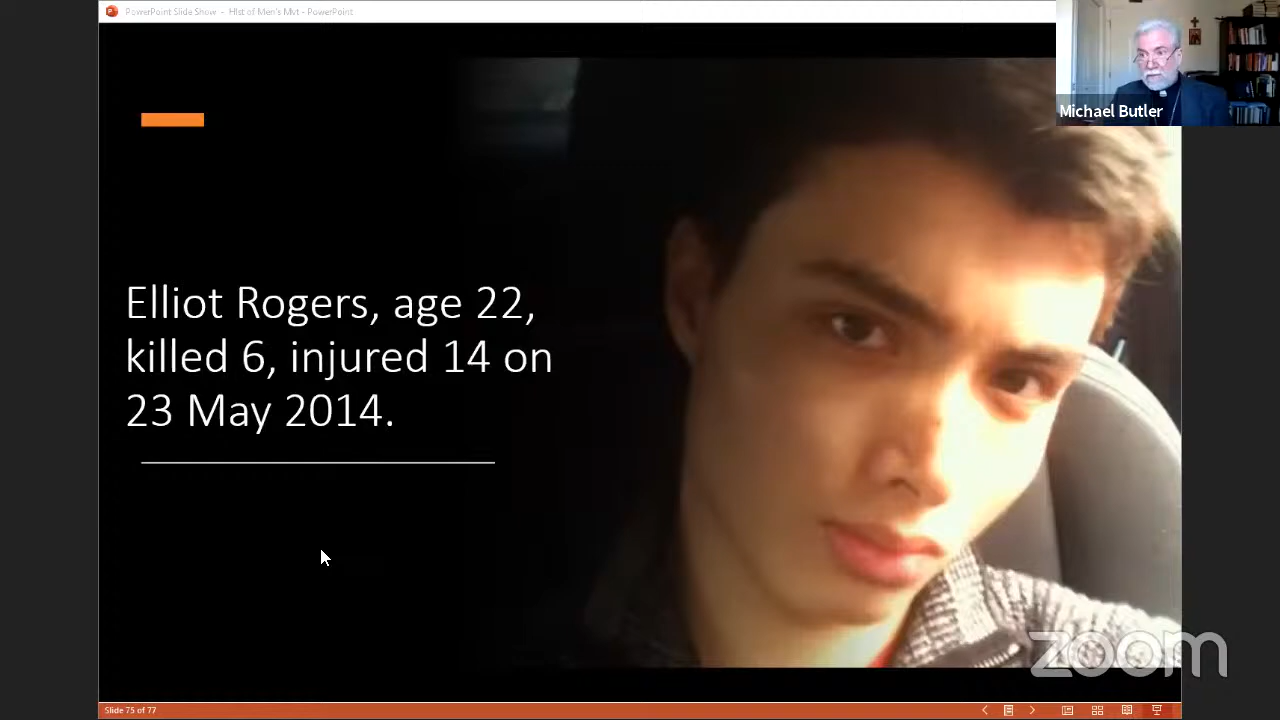 PowerPoint Slide Show - Hist of Men's Mvt - PowerPoint
Michael Butler
Elliot Rogers, age 22,
killed 6, injured 14 on
23 May 2014.
zoom
Slide 75 of 77